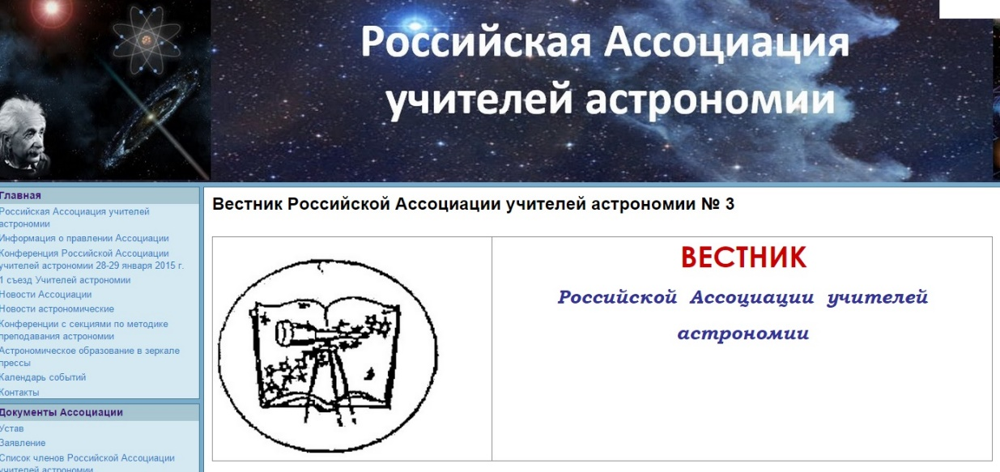 Российская Ассоциация
учителей астрономии
Главная
Российская Ассоциация учителей
астрономии
Информация о правлении Ассоциации
Конференция Российской Ассоциации
учителей астрономии 28-29 января 2015 г.
1 съезд Учителей астрономии
Новости Ассоциации
Новости астрономические
Конференции с секциями по методике
преподавания астрономии
Астрономическое образование в зеркале
прессы
Календарь событий
Контакты
Документы Ассоциации
Устав
Заявление
Список членов Российской Ассоциации
учителей астрономии
Вестник Российской Ассоциации учителей астрономии № 3
ВЕСТНИК
Российской Ассоциации учителей
астрономии